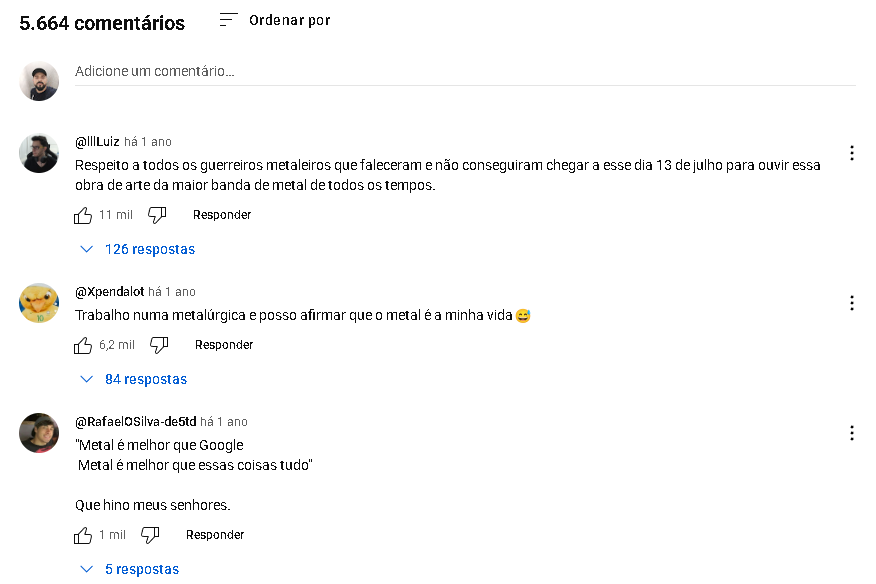 5.664 comentários
Ordenar por
Adicione um comentário...
@lllLuiz há 1 ano
Respeito a todos os guerreiros metaleiros que faleceram e não conseguiram chegar a esse dia 13 de julho para ouvir essa
obra de arte da maior banda de metal de todos os tempos.
11 mil
Responder
126 respostas
@Xpendalot há 1 ano
Trabalho numa metalúrgica e posso afirmar que o metal é a minha vida😅
6,2 mil
Responder
84 respostas
@RafaelOSilva-de5td há 1 ano
"Metal é melhor que Google
Metal é melhor que essas coisas tudo"
Que hino meus senhores.
1 mil
Responder
5 respostas